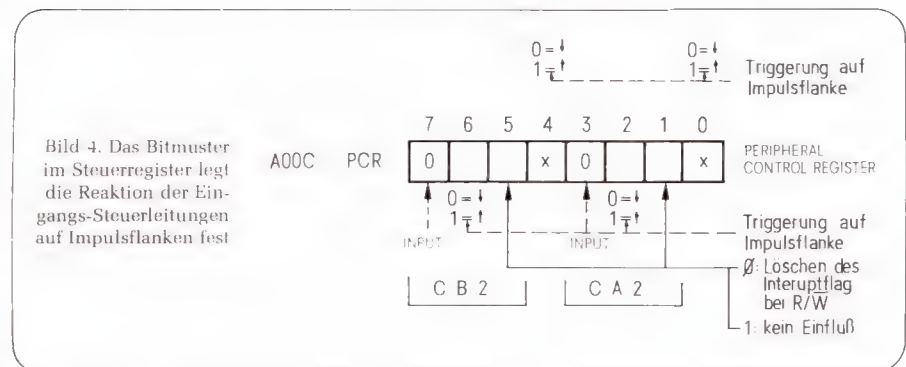 Bild 4. Das Bitmuster
im Steuerregister legt
die Reaktion der Ein-
gangs-Steuerleitungen
auf Impulsflanken fest
0=↓ 0=↓
1=↑ 1=↑
Triggerung auf
Impulsflanke
7 6 5 4 3 2 1 0
A00C PCR 0 x 0 x
PERIPHERAL
CONTROL REGISTER
0=↓ 0=↓
1=↑ 1=↑
INPUT INPUT
Triggerung auf
Impulsflanke
CB2 CA2
Ø: Löschen des
Interuptflag
bei R/W̅
1: kein Einfluß